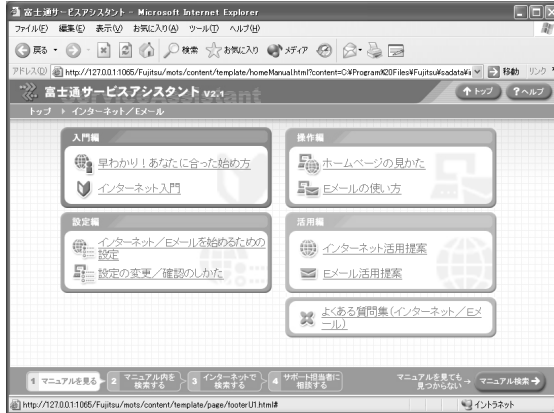 富士通サービスアシスタント - Microsoft Internet Explorer
ファイル(F) 編集(E) 表示(V) お気に入り(A) ツール(T) ヘルプ(H)
戻る 検索 お気に入り メディア
アドレス(D) http://127.0.0.1:1065/Fujitsu/mots/content/template/homeManual.html?content=C:¥Program%20Files¥Fujitsu¥sadata¥i 移動 リンク »
富士通サービスアシスタント V2.1
トップ ?ヘルプ
トップ ▸ インターネット/Eメール
入門編
早わかり!あなたに合った始め方
インターネット入門
操作編
ホームページの見かた
Eメールの使い方
設定編
インターネット/Eメールを始めるための
設定
設定の変更/確認のしかた
活用編
インターネット活用提案
Eメール活用提案
よくある質問集(インターネット/Eメ
ール)
1 マニュアルを見る
2 マニュアル内を
検索する
3 インターネットで
検索する
4 サポート担当者に
相談する
マニュアルを見ても
見つからない→
マニュアル検索→
http://127.0.0.1:1065/Fujitsu/mots/content/template/page/footerU1.html# イントラネット